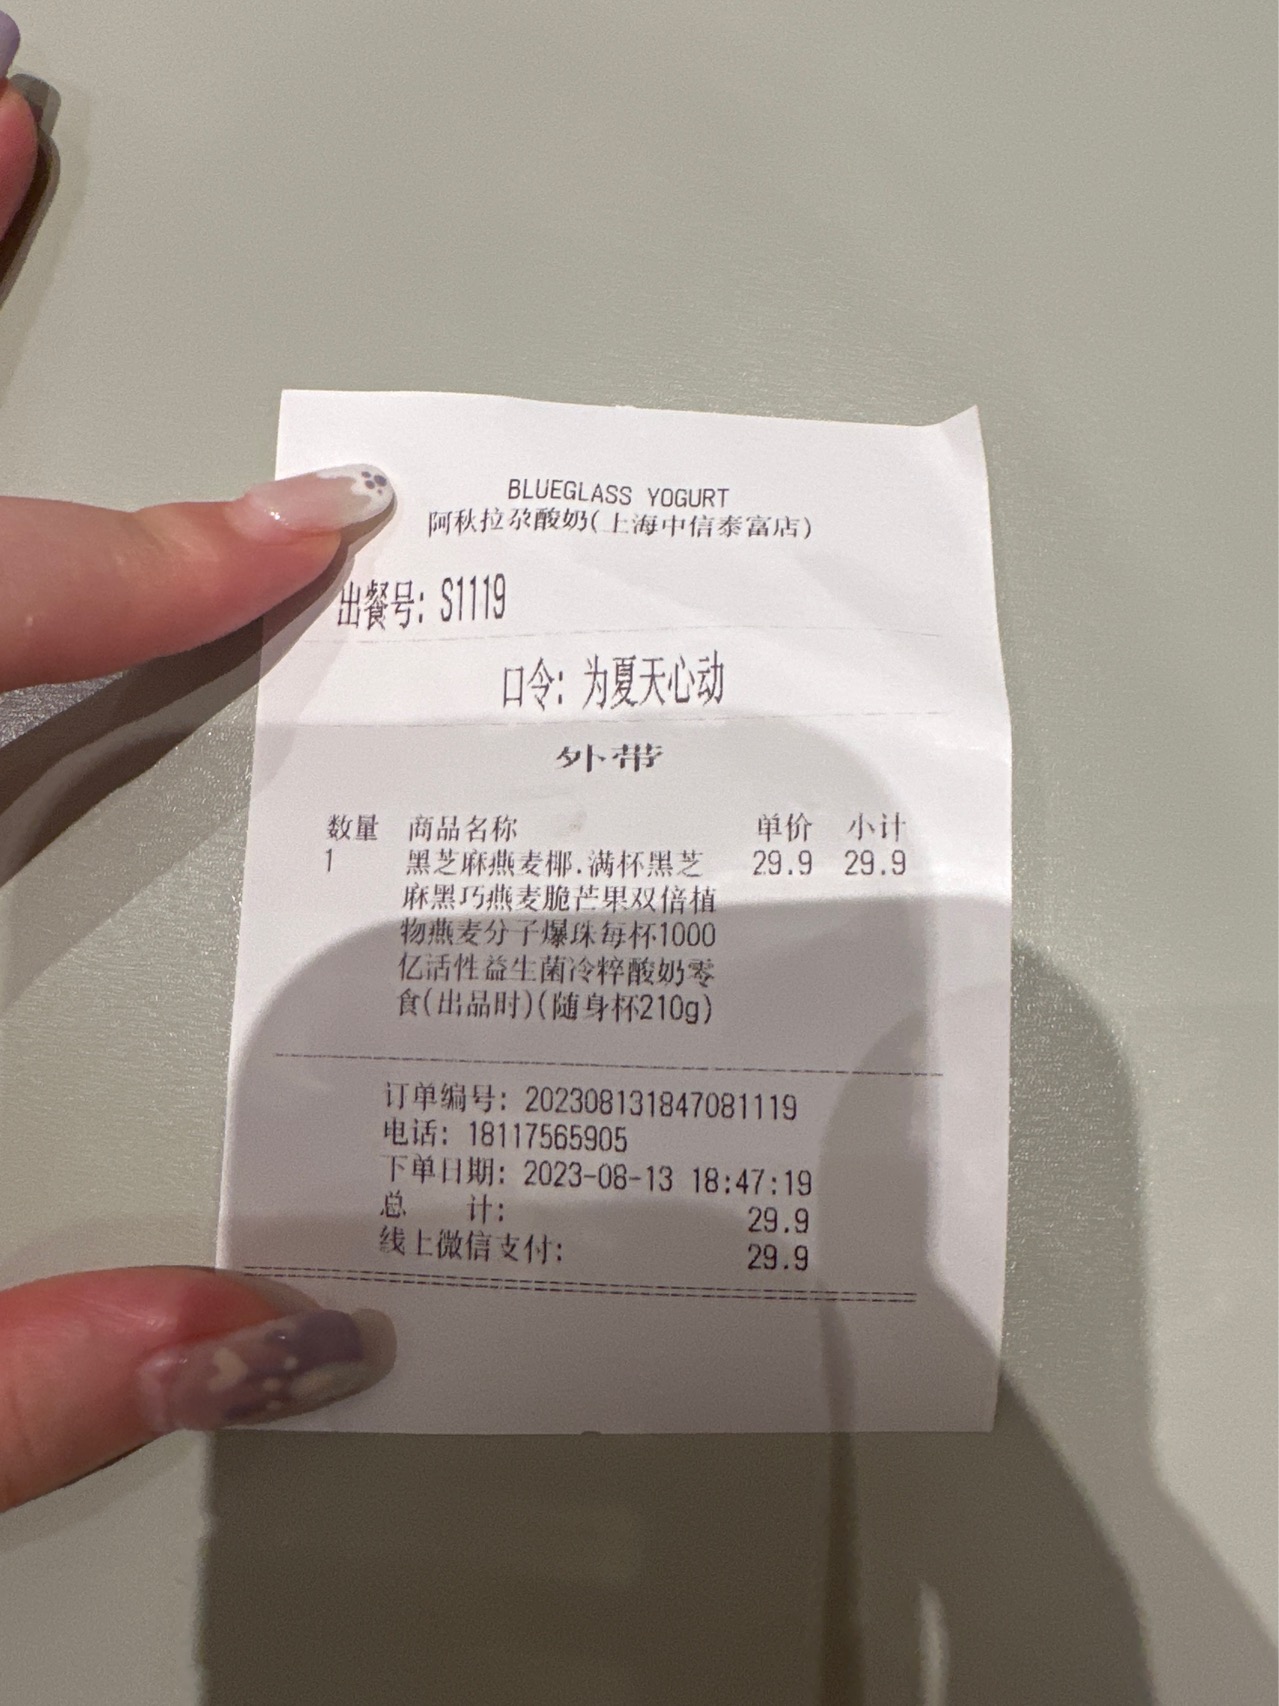 BLUEGLASS YOGURT
阿秋拉尕酸奶(上海中信泰富店)
出餐号: S1119
口令: 为夏天心动
外带
数量 商品名称 单价 小计
1 黑芝麻燕麦椰.满杯黑芝 29.9 29.9
麻黑巧燕麦脆芒果双倍植
物燕麦分子爆珠每杯1000
亿活性益生菌冷粹酸奶零
食(出品时)(随身杯210g)
订单编号: 202308131847081119
电话: 18117565905
下单日期: 2023-08-13 18:47:19
总 计: 29.9
线上微信支付: 29.9